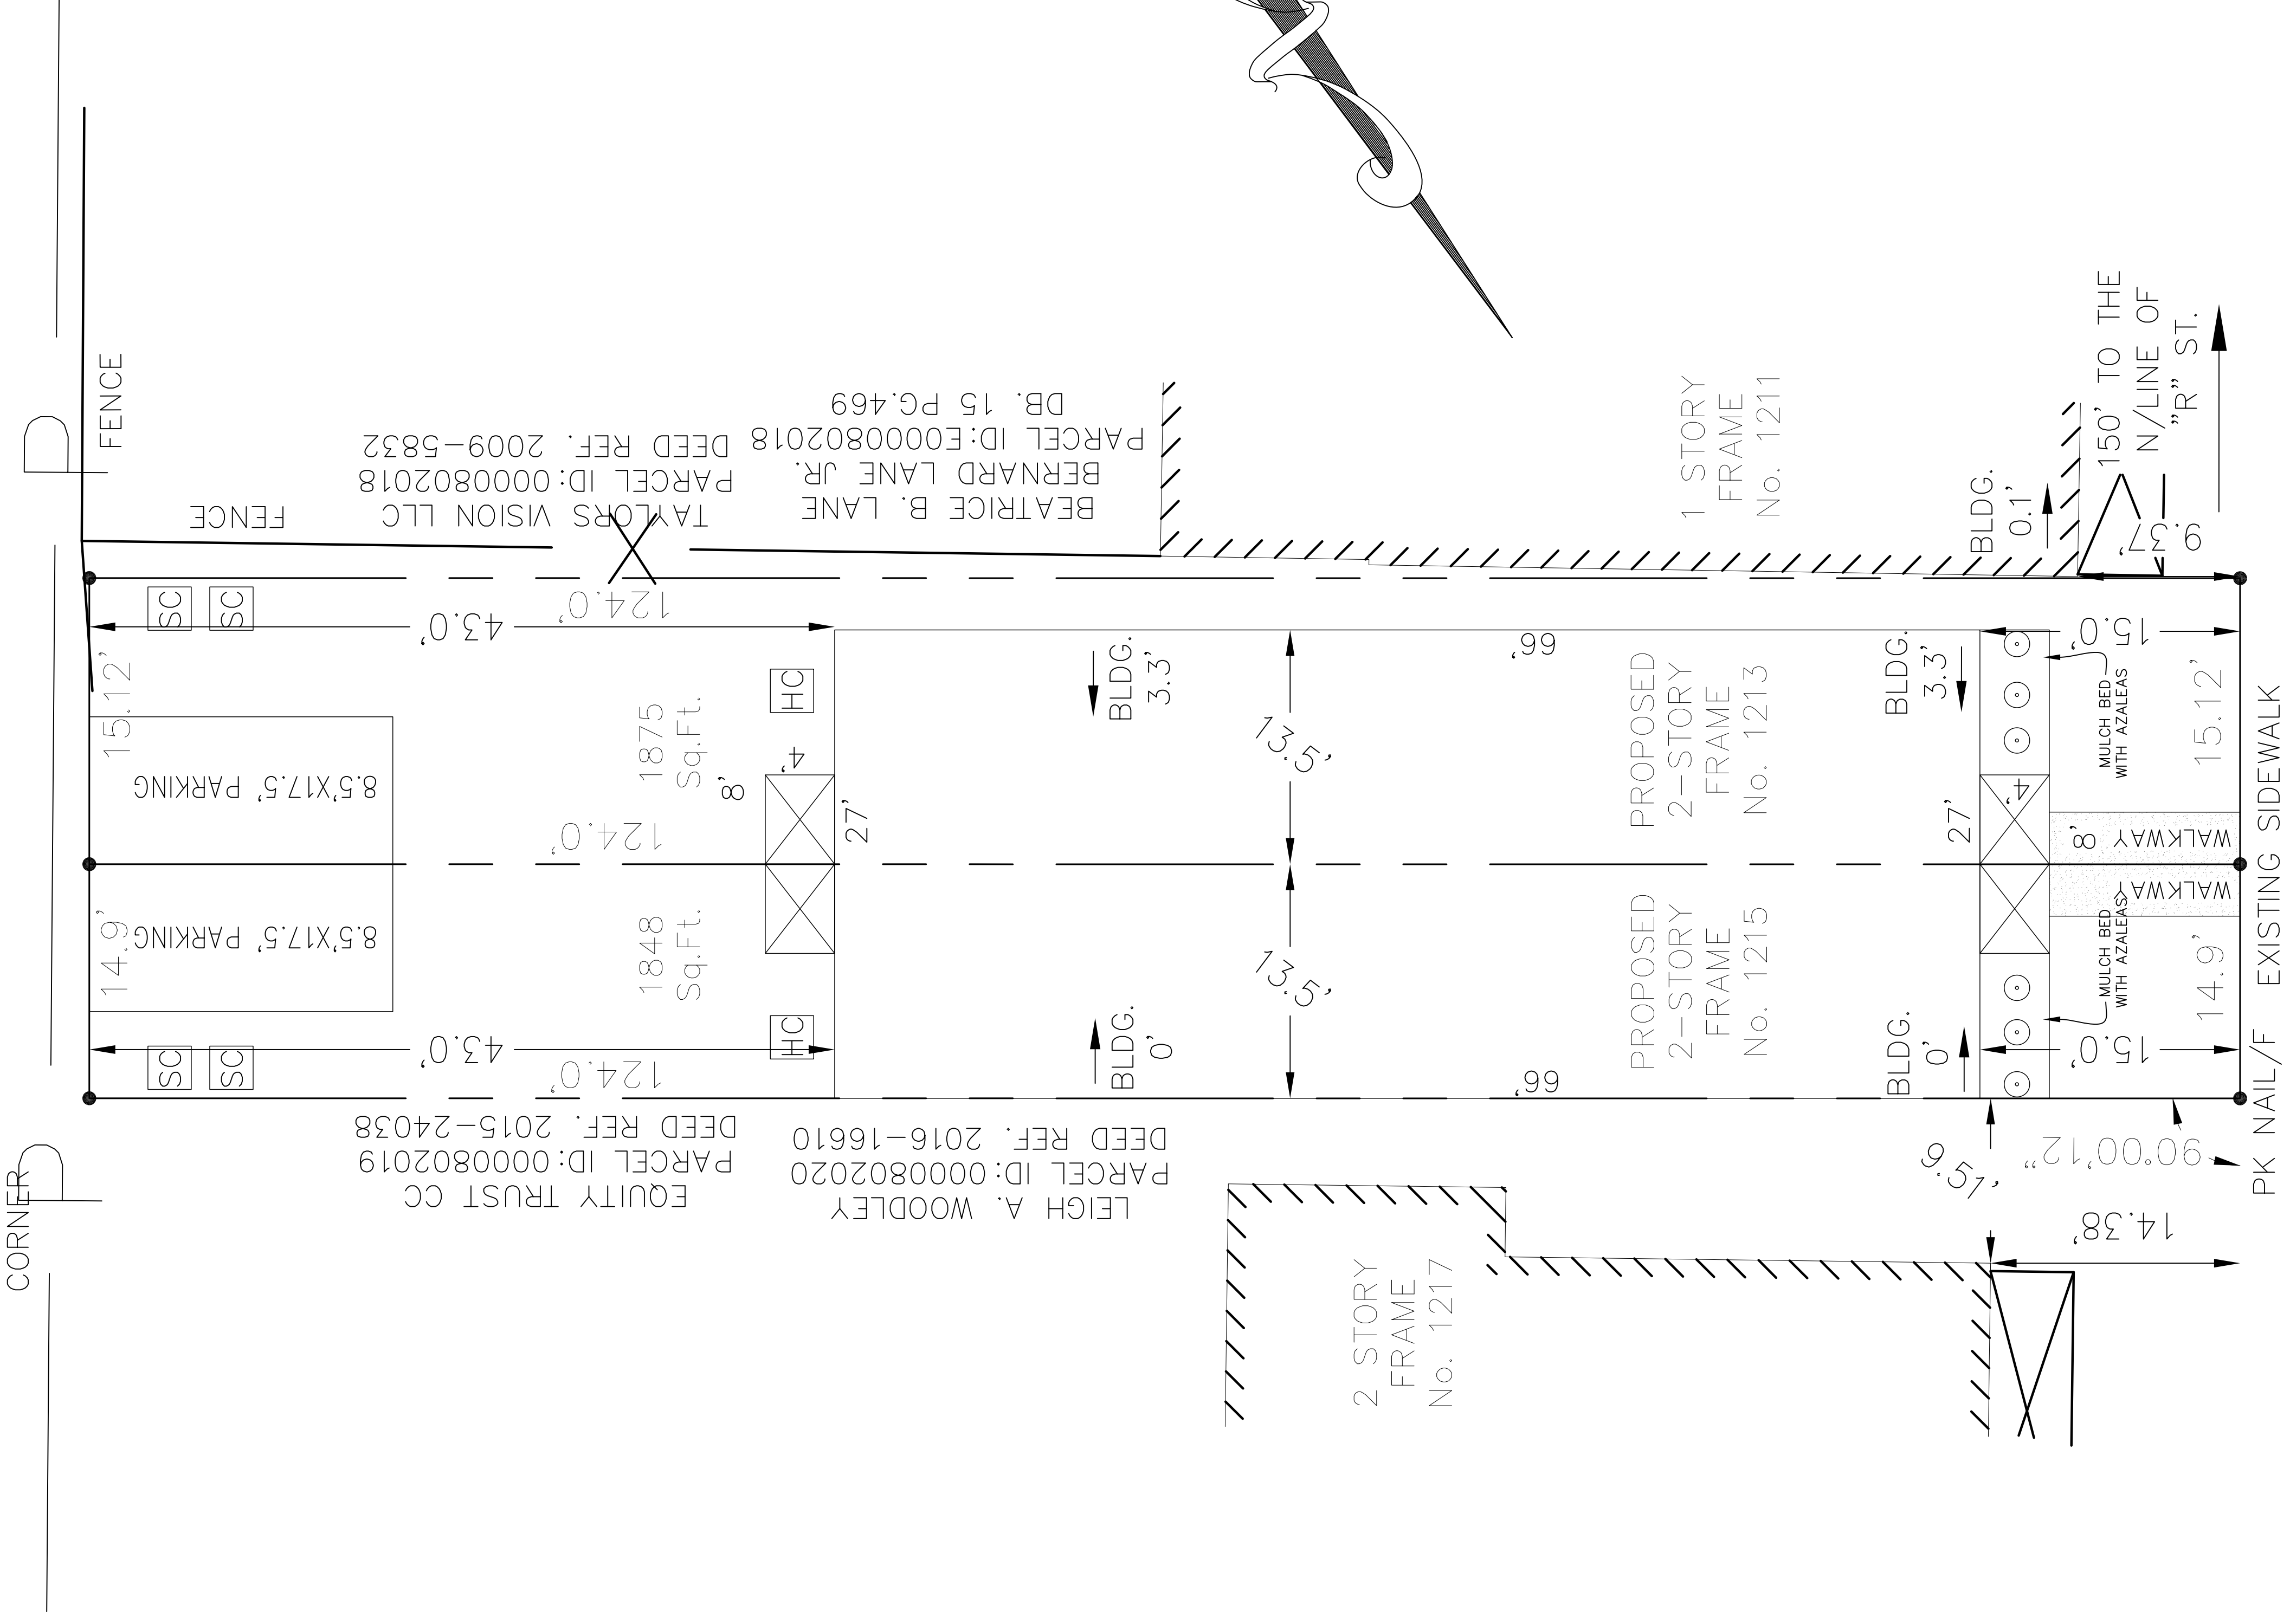 CORNER
FENCE
FENCE
TAYLORS VISION LLC
PARCEL ID:0000802018
DEED REF. 2009-5832
BEATRICE B. LANE
BERNARD LANE JR.
PARCEL ID:E0000802018
DB. 15 PG.469
1 STORY
FRAME
No. 1211
BLDG.
0.1'
150' TO THE
N/LINE OF
"R" ST.
9.37'
SC
SC
43.0'
124.0'
15.12'
8.5'X17.5' PARKING
1875
Sq.Ft.
HC
8'
4'
27'
124.0'
BLDG.
3.3'
13.5'
66'
PROPOSED
2-STORY
FRAME
No. 1213
BLDG.
3.3'
15.0'
MULCH BED
WITH AZALEAS
15.12'
27'
4'
8'
WALKWAY
WALKWAY
14.9'
8.5'X17.5' PARKING
1848
Sq.Ft.
SC
SC
43.0'
124.0'
HC
BLDG.
0'
13.5'
66'
PROPOSED
2-STORY
FRAME
No. 1215
BLDG.
0'
15.0'
MULCH BED
WITH AZALEAS
14.9'
EXISTING SIDEWALK
PK NAIL/F
EQUITY TRUST CC
PARCEL ID:0000802019
DEED REF. 2015-24038
LEIGH A. WOODLEY
PARCEL ID:0000802020
DEED REF. 2016-16610
2 STORY
FRAME
No. 1217
9.51'
90°00'12"
14.38'